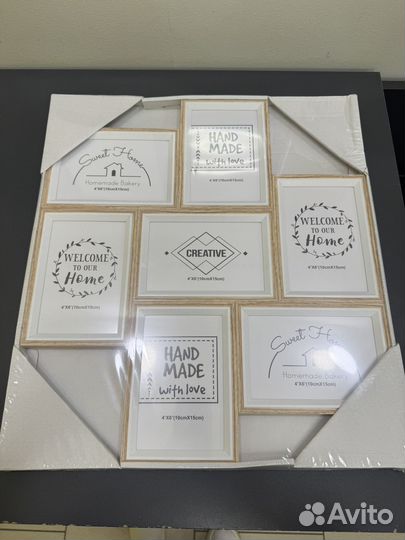 Sweet Home
Homemade Bakery
4"X6"(10cmX15cm)
HAND
MADE
with love
4"X6"(10cmX15cm)
WELCOME
TO OUR
Home
4"X6"(10cmX15cm)
CREATIVE
4"X6"(10cmX15cm)
WELCOME
TO OUR
Home
4"X6"(10cmX15cm)
HAND
MADE
with love
4"X6"(10cmX15cm)
Sweet Home
Homemade Bakery
4"X6"(10cmX15cm)
Avito